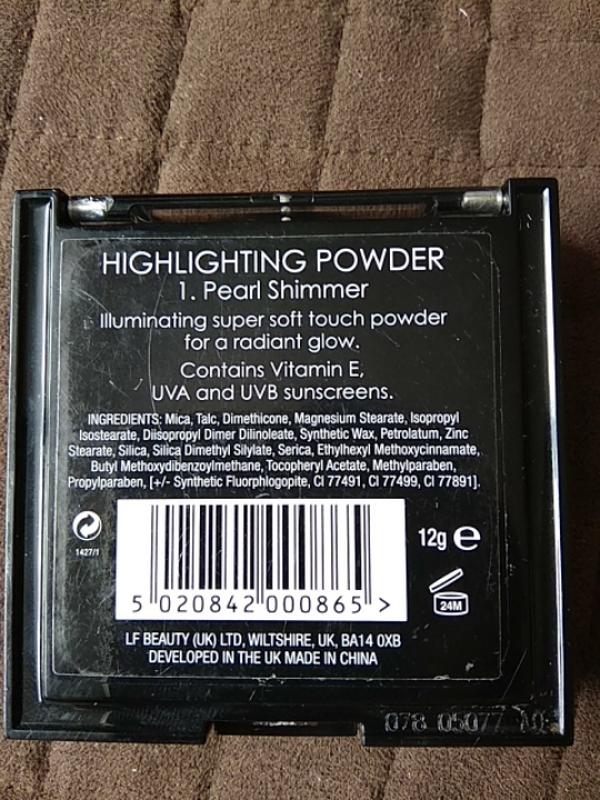 HIGHLIGHTING POWDER
1. Pearl Shimmer
Illuminating super soft touch powder
for a radiant glow.
Contains Vitamin E,
UVA and UVB sunscreens.
INGREDIENTS: Mica, Talc, Dimethicone, Magnesium Stearate, Isopropyl
Isostearate, Diisopropyl Dimer Dilinoleate, Synthetic Wax, Petrolatum, Zinc
Stearate, Silica, Silica Dimethyl Silylate, Serica, Ethylhexyl Methoxycinnamate,
Butyl Methoxydibenzoylmethane, Tocopheryl Acetate, Methylparaben,
Propylparaben, [+/- Synthetic Fluorphlogopite, CI 77491, CI 77499, CI 77891].
1427/1
12g e
24M
5 020842 000865 >
LF BEAUTY (UK) LTD, WILTSHIRE, UK, BA14 0XB
DEVELOPED IN THE UK MADE IN CHINA
078 05077